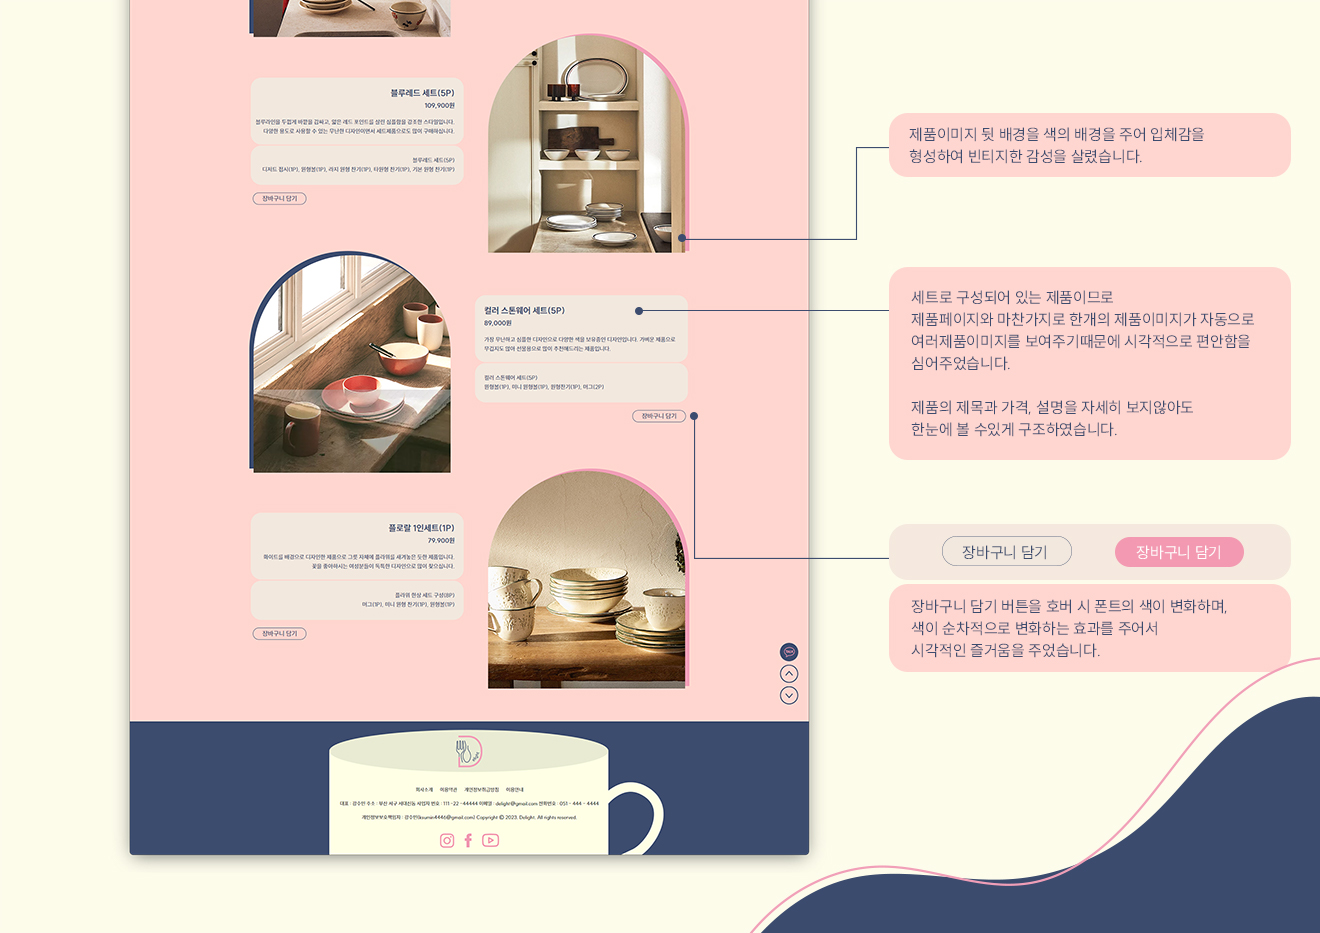 블루레드 세트(5P)
109,900원
블루라인을 두껍게 바깥을 감싸고, 얇은 레드 포인트를 살린 심플함을 강조한 스타일입니다.
다양한 용도로 사용할 수 있는 무난한 디자인이면서 세트제품으로도 많이 구매하십니다.
블루레드 세트(5P)
디저트 접시(1P), 원형볼(1P), 라지 원형 찬기(1P), 타원형 찬기(1P), 기본 원형 찬기(1P)
장바구니 담기
컬러 스톤웨어 세트(5P)
89,000원
가장 무난하고 심플한 디자인으로 다양한 색을 보유중인 디자인입니다. 가벼운 제품으로
무겁지도 않아 선물용으로 많이 추천해드리는 제품입니다.
컬러 스톤웨어 세트(5P)
원형볼(1P), 미니 원형볼(1P), 원형찬기(1P), 머그(2P)
장바구니 담기
플로랄 1인세트(1P)
79.900원
화이트를 배경으로 디자인한 제품으로 그릇 자체에 플라워를 새겨놓은 듯한 제품입니다.
꽃을 좋아하시는 여성분들이 독특한 디자인으로 많이 찾으십니다.
플라워 한상 세트 구성(8P)
머그(1P), 미니 원형 찬기(1P), 원형볼(1P)
장바구니 담기
회사소개 이용약관 개인정보취급방침 이용안내
대표 : 강수민 주소 : 부산 서구 서대신동 사업자 번호 : 111 -22 -44444 이메일 : delight@gmail.com 전화번호 : 051 - 444 - 4444
개인정보보호책임자 : 강수민(ksumin4446@gmail.com) Copyright © 2023. Delight. All rights reserved.
제품이미지 뒷 배경을 색의 배경을 주어 입체감을
형성하여 빈티지한 감성을 살렸습니다.
세트로 구성되어 있는 제품이므로
제품페이지와 마찬가지로 한개의 제품이미지가 자동으로
여러제품이미지를 보여주기때문에 시각적으로 편안함을
심어주었습니다.
제품의 제목과 가격, 설명을 자세히 보지않아도
한눈에 볼 수있게 구조하였습니다.
장바구니 담기 장바구니 담기
장바구니 담기 버튼을 호버 시 폰트의 색이 변화하며,
색이 순차적으로 변화하는 효과를 주어서
시각적인 즐거움을 주었습니다.